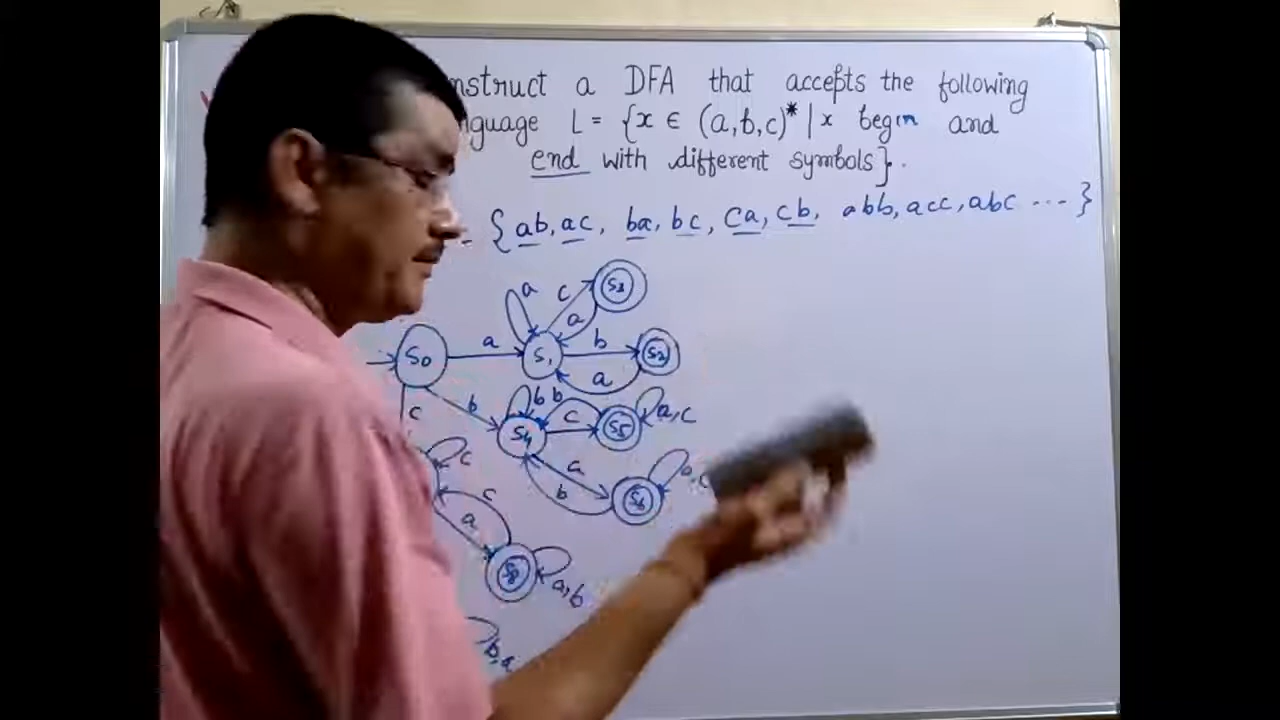 nstruct a DFA that accepts the following
nguage L = {x ∈ (a,b,c)* | x begin and
end with different symbols}.
{ab, ac, ba, bc, ca, cb, abb, acc, abc ... }
a c S3
a
S0 a S1 b S2
a
c b b b c S5 a,c
S4
c a S6
c b
a
S8 a,b
b,a